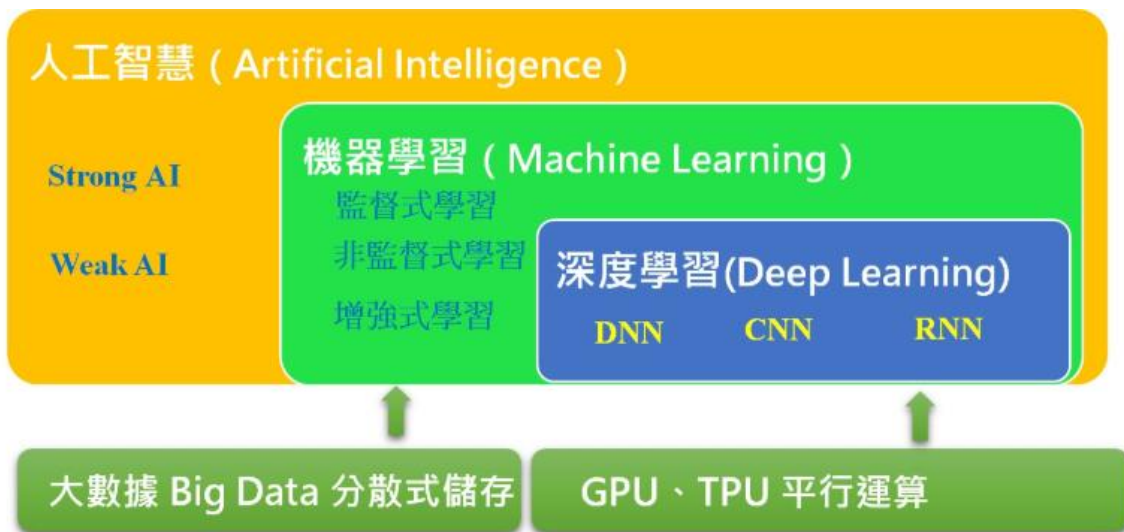 人工智慧 ( Artificial Intelligence )
Strong AI
Weak AI
機器學習 ( Machine Learning )
監督式學習
非監督式學習
增強式學習
深度學習(Deep Learning)
DNN CNN RNN
大數據 Big Data 分散式儲存
GPU、TPU 平行運算